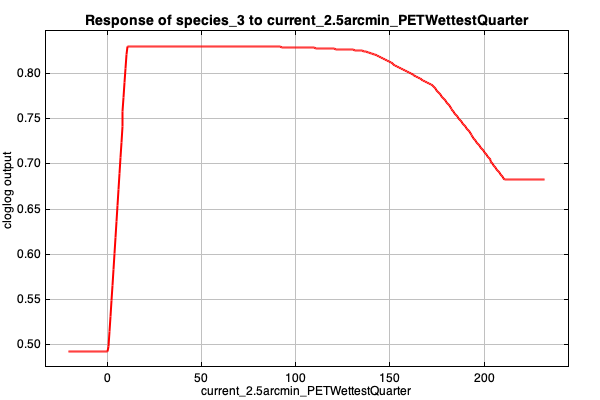 Response of species_3 to current_2.5arcmin_PETWettestQuarter
cloglog output
0.80
0.75
0.70
0.65
0.60
0.55
0.50
0 50 100 150 200
current_2.5arcmin_PETWettestQuarter